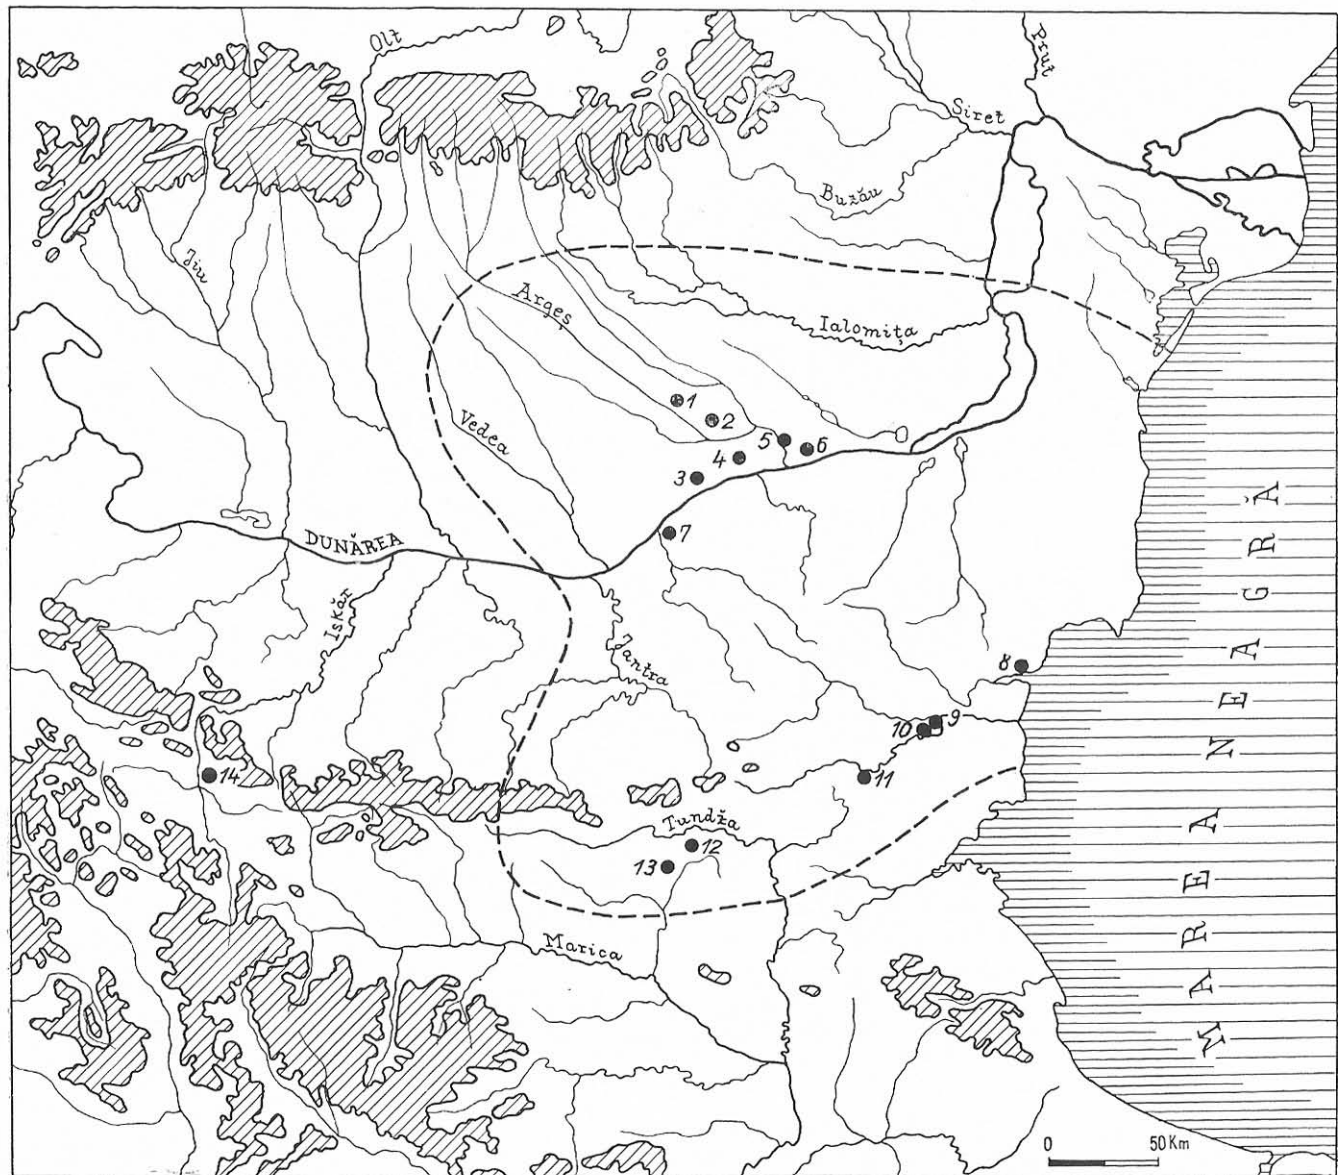 Olt
Prut
Siret
Buzău
Jiu
Argeș
Ialomița
Vedea
1
2
5
6
4
3
7
DUNĂREA
Iskăr
Jantra
8
9
10
11
14
Tundža
12
13
Marica
MAREA NEAGRĂ
0 50 Km